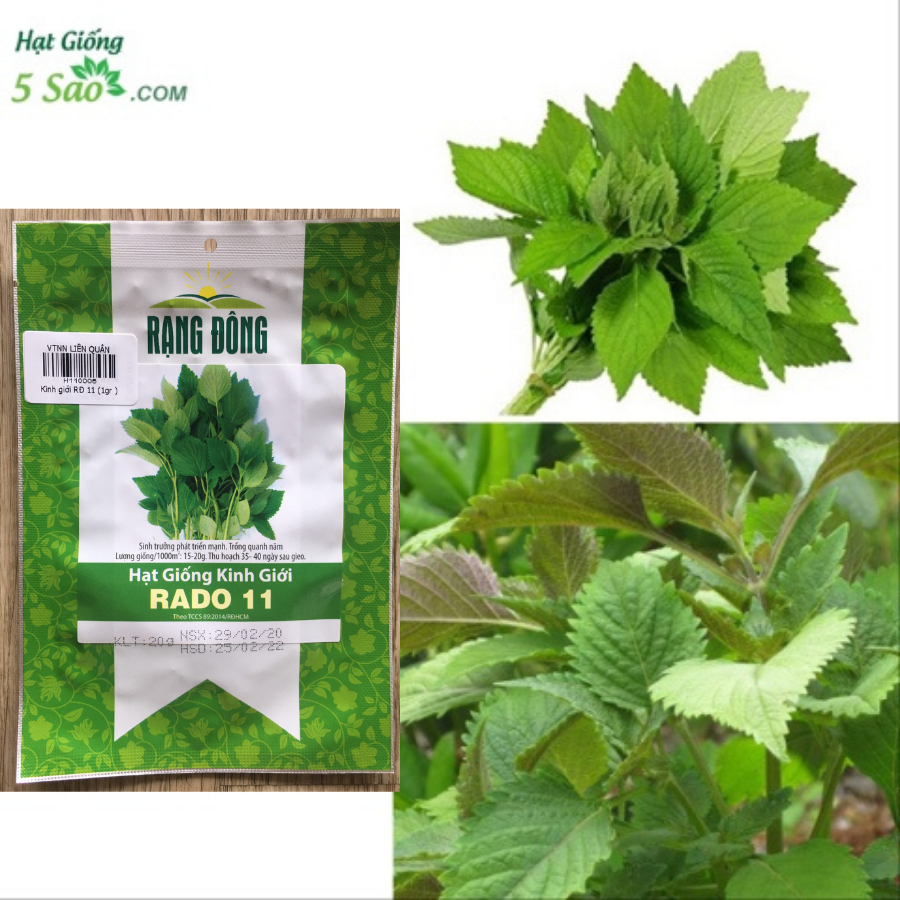 Hạt Giống
5 Sao .COM
RẠNG ĐÔNG
VTNN LIÊN QUÂN
H110006
Kinh giới RĐ 11 (1gr )
Sinh trưởng phát triển mạnh. Trồng quanh năm
Lượng giống/1000m²: 15-20g. Thu hoạch 35- 40 ngày sau gieo.
Hạt Giống Kinh Giới
RADO 11
Theo TCCS 89:2014/RĐHCM
KLT:20g NSX:29/02/20
HSD:25/02/22